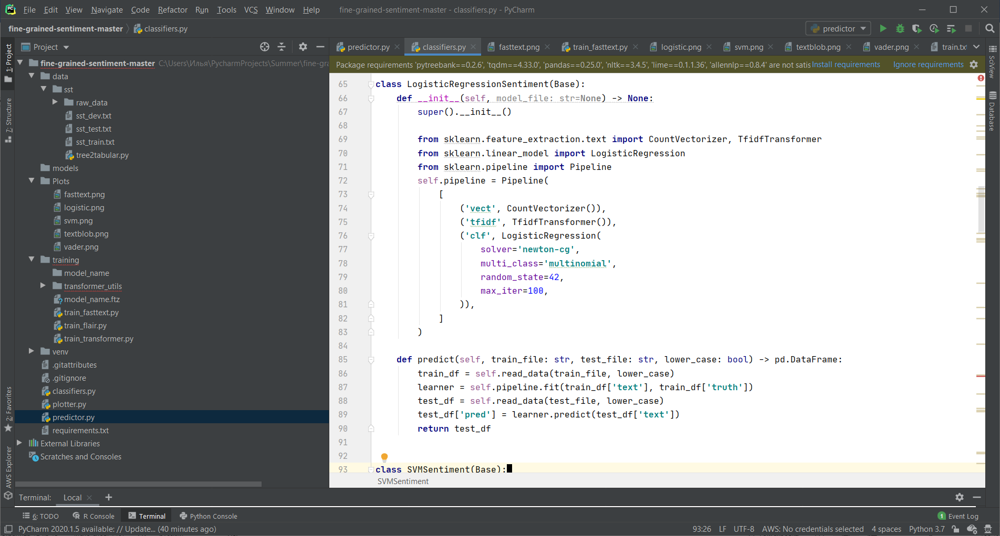 File Edit View Navigate Code Refactor Run Tools VCS Window Help fine-grained-sentiment-master - classifiers.py - PyCharm
fine-grained-sentiment-master classifiers.py predictor
Project
predictor.py classifiers.py fasttext.png train_fasttext.py logistic.png svm.png textblob.png vader.png train.txt
Package requirements 'pytreebank==0.2.6', 'tqdm==4.33.0', 'pandas==0.25.0', 'nltk==3.4.5', 'lime==0.1.1.36', 'allennlp==0.8.4' are not satis Install requirements Ignore requirements
1: Project
7: Structure
2: Favorites
AWS Explorer
fine-grained-sentiment-master C:\Users\Илья\PycharmProjects\Summer\fine-gra
data
sst
raw_data
sst_dev.txt
sst_test.txt
sst_train.txt
tree2tabular.py
models
Plots
fasttext.png
logistic.png
svm.png
textblob.png
vader.png
training
model_name
transformer_utils
model_name.ftz
train_fasttext.py
train_flair.py
train_transformer.py
venv
.gitattributes
.gitignore
classifiers.py
plotter.py
predictor.py
requirements.txt
External Libraries
Scratches and Consoles
65 class LogisticRegressionSentiment(Base):
66 def __init__(self, model_file: str=None) -> None:
67 super().__init__()
68
69 from sklearn.feature_extraction.text import CountVectorizer, TfidfTransformer
70 from sklearn.linear_model import LogisticRegression
71 from sklearn.pipeline import Pipeline
72 self.pipeline = Pipeline(
73 [
74 ('vect', CountVectorizer()),
75 ('tfidf', TfidfTransformer()),
76 ('clf', LogisticRegression(
77 solver='newton-cg',
78 multi_class='multinomial',
79 random_state=42,
80 max_iter=100,
81 )),
82 ]
83 )
84
85 def predict(self, train_file: str, test_file: str, lower_case: bool) -> pd.DataFrame:
86 train_df = self.read_data(train_file, lower_case)
87 learner = self.pipeline.fit(train_df['text'], train_df['truth'])
88 test_df = self.read_data(test_file, lower_case)
89 test_df['pred'] = learner.predict(test_df['text'])
90 return test_df
91
92
93 class SVMSentiment(Base):
SVMSentiment
SciView
Database
Terminal: Local
6: TODO R Console Terminal Python Console 1 Event Log
PyCharm 2020.1.5 available: // Update... (40 minutes ago) 93:26 LF UTF-8 AWS: No credentials selected 4 spaces Python 3.7